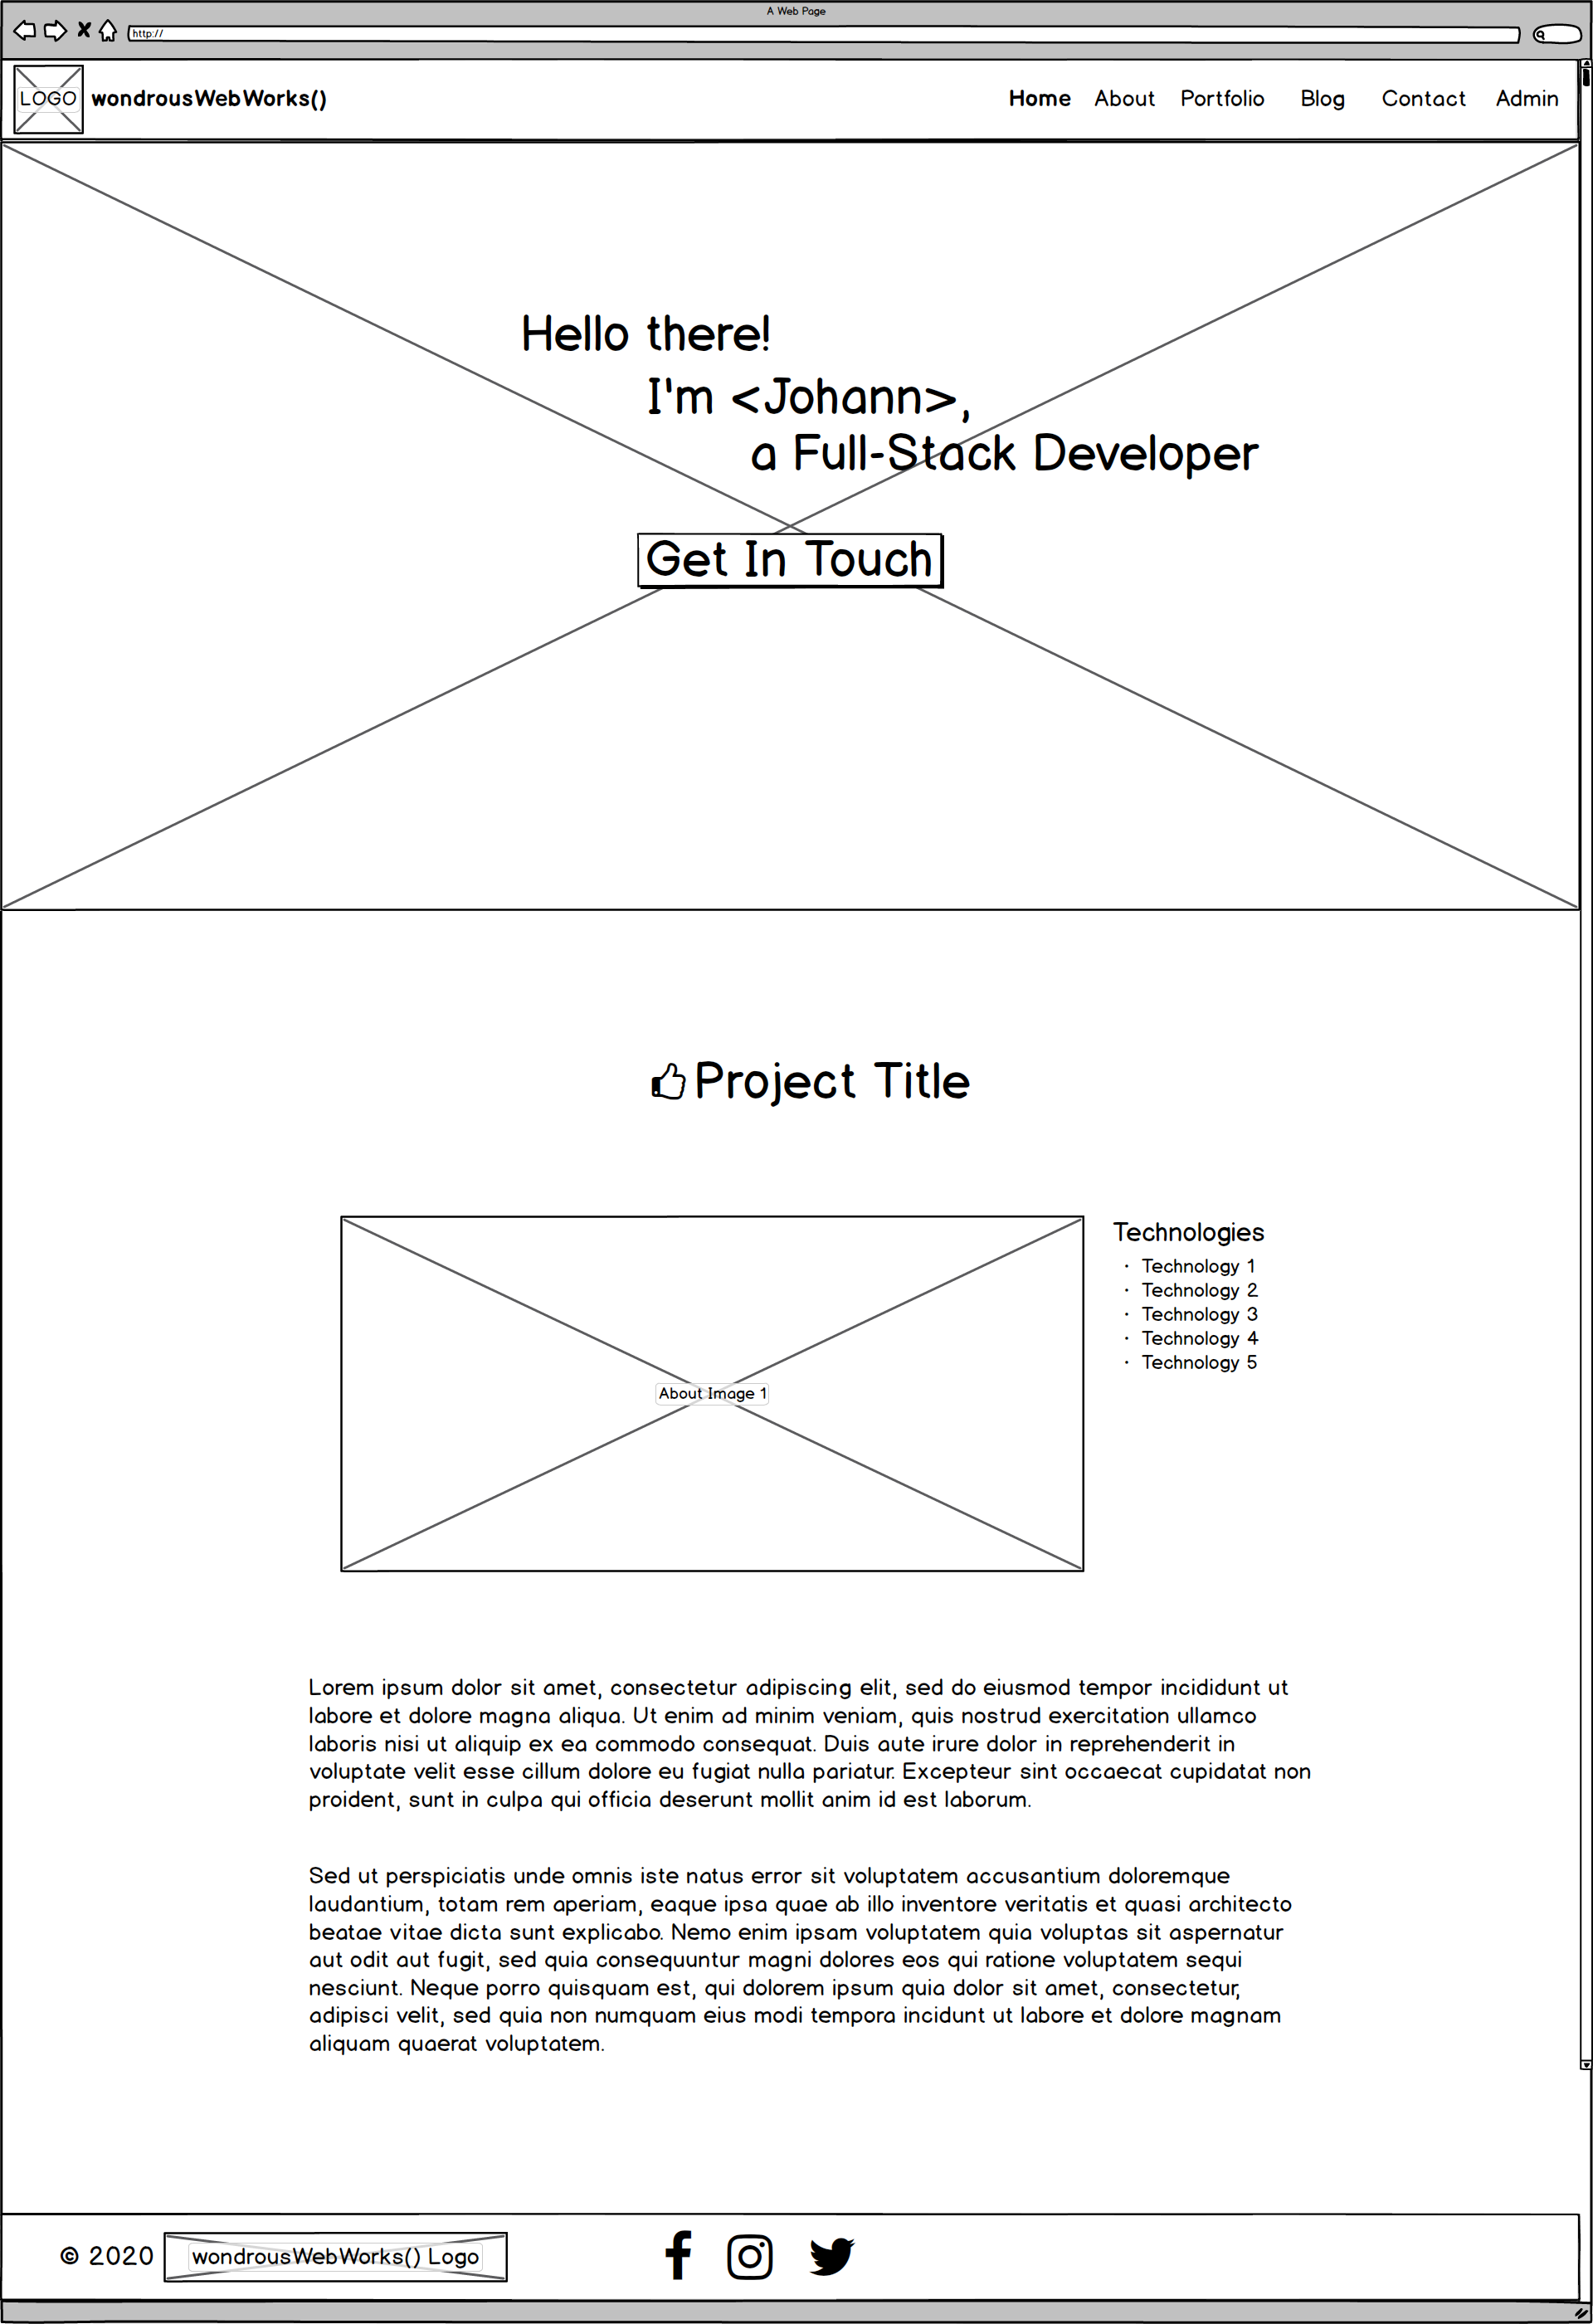 A Web Page
http://
LOGO wondrousWebWorks() Home About Portfolio Blog Contact Admin
Hello there!
I'm <Johann>,
a Full-Stack Developer
Get In Touch
Project Title
Technologies
• Technology 1
• Technology 2
• Technology 3
• Technology 4
• Technology 5
About Image 1
Lorem ipsum dolor sit amet, consectetur adipiscing elit, sed do eiusmod tempor incididunt ut
labore et dolore magna aliqua. Ut enim ad minim veniam, quis nostrud exercitation ullamco
laboris nisi ut aliquip ex ea commodo consequat. Duis aute irure dolor in reprehenderit in
voluptate velit esse cillum dolore eu fugiat nulla pariatur. Excepteur sint occaecat cupidatat non
proident, sunt in culpa qui officia deserunt mollit anim id est laborum.
Sed ut perspiciatis unde omnis iste natus error sit voluptatem accusantium doloremque
laudantium, totam rem aperiam, eaque ipsa quae ab illo inventore veritatis et quasi architecto
beatae vitae dicta sunt explicabo. Nemo enim ipsam voluptatem quia voluptas sit aspernatur
aut odit aut fugit, sed quia consequuntur magni dolores eos qui ratione voluptatem sequi
nesciunt. Neque porro quisquam est, qui dolorem ipsum quia dolor sit amet, consectetur,
adipisci velit, sed quia non numquam eius modi tempora incidunt ut labore et dolore magnam
aliquam quaerat voluptatem.
© 2020 wondrousWebWorks() Logo